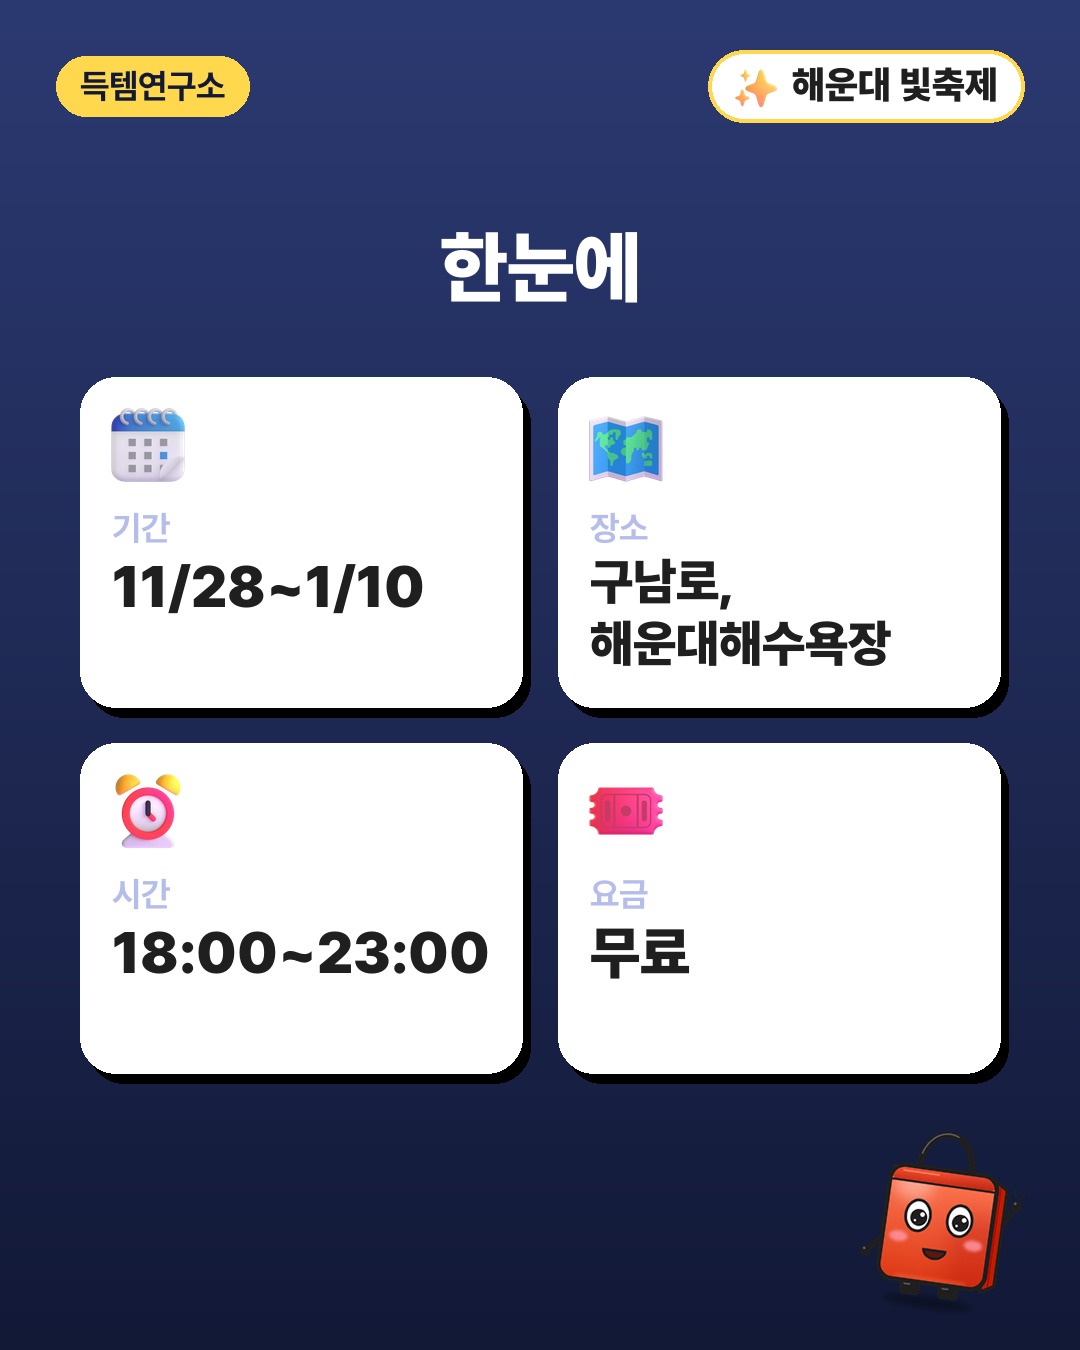 득템연구소
해운대 빛축제
한눈에
기간
11/28~1/10
장소
구남로,
해운대해수욕장
시간
18:00~23:00
요금
무료